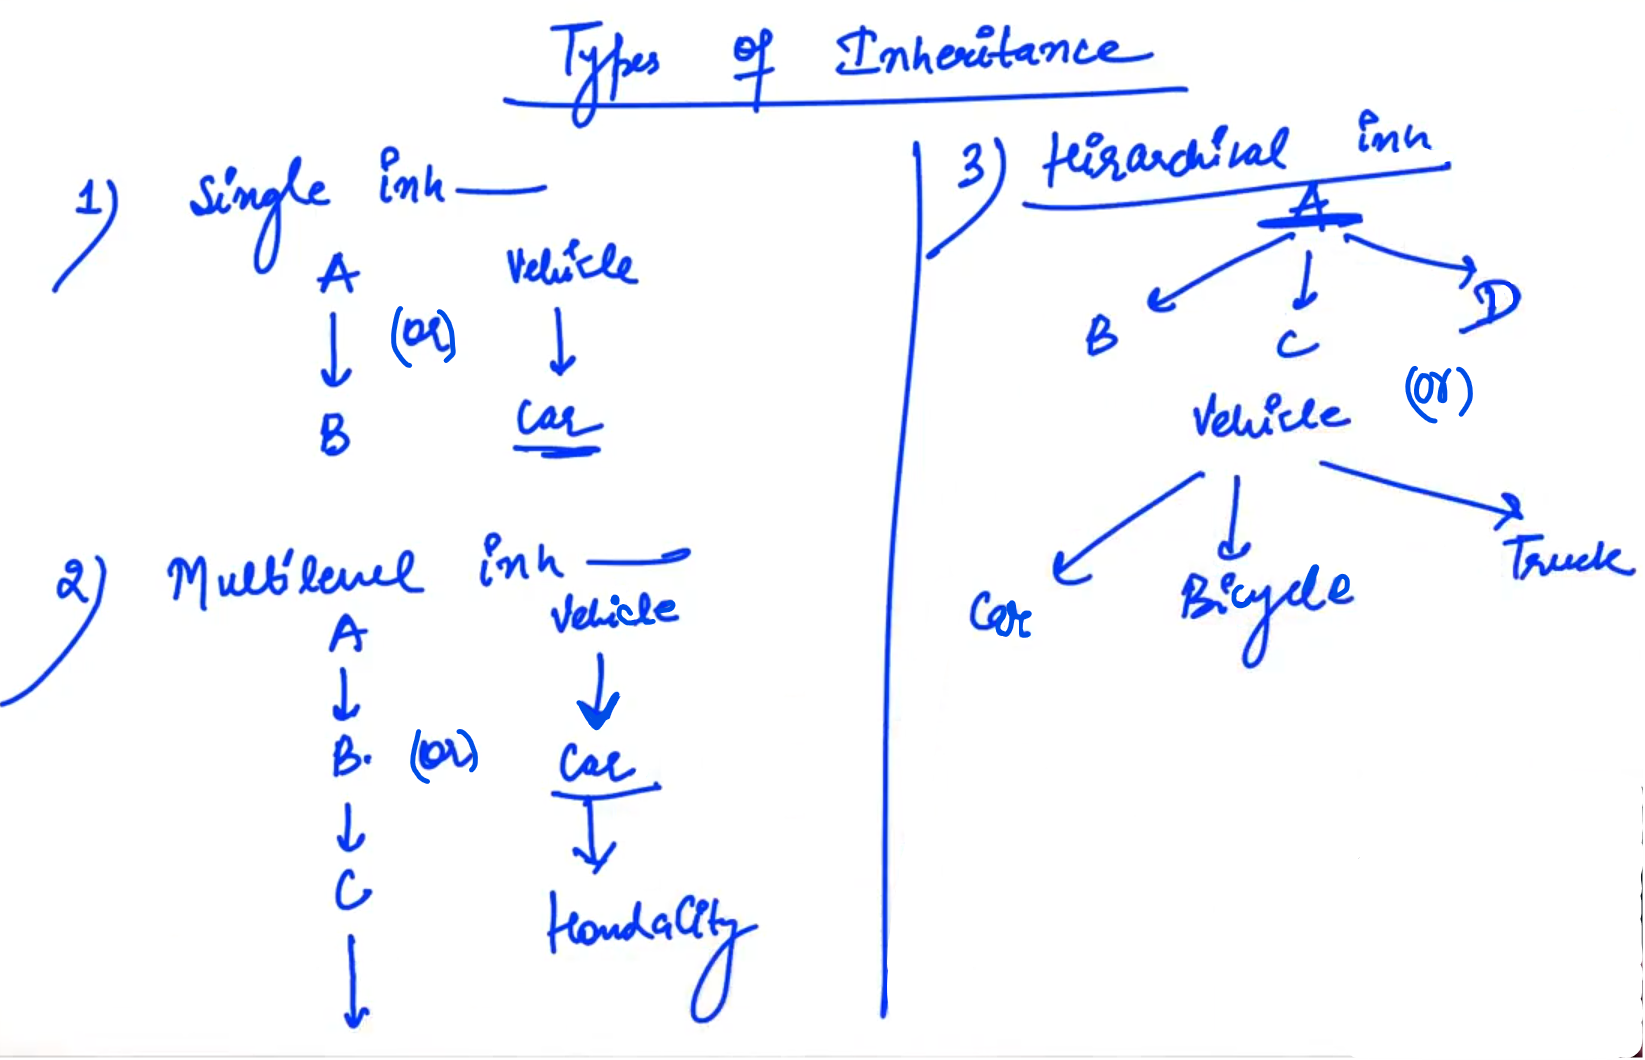 Types of Inheritance
1) Single inh
A
(or)
B
Vehicle
Car
2) Multilevel inh
A
B.
(or)
C
Vehicle
Car
HondaCity
3) Hirarchical inh
A
B
C
D
(or)
Vehicle
Car
Bicycle
Truck